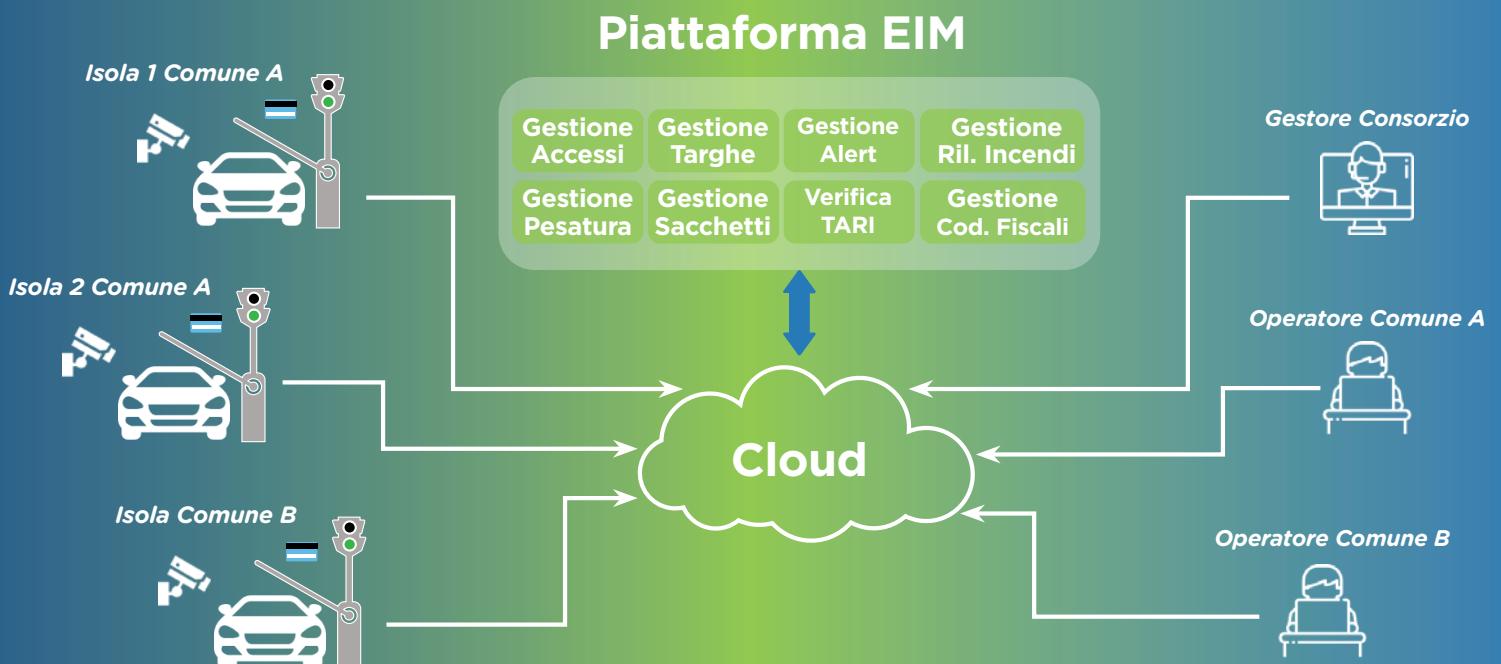 Piattaforma EIM
Isola 1 Comune A
Gestione
Accessi
Gestione
Targhe
Gestione
Alert
Gestione
Ril. Incendi
Gestione
Pesatura
Gestione
Sacchetti
Verifica
TARI
Gestione
Cod. Fiscali
Gestore Consorzio
Isola 2 Comune A
Operatore Comune A
Cloud
Isola Comune B
Operatore Comune B